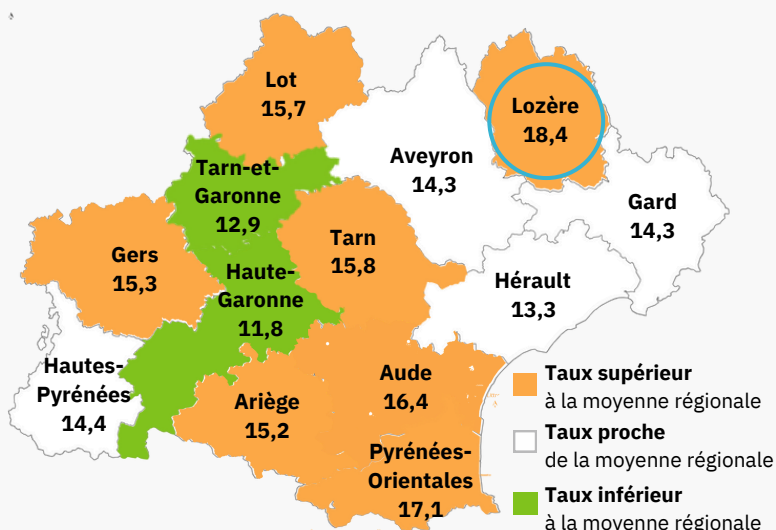 Lot
15,7
Lozère
18,4
Aveyron
14,3
Tarn-et-
Garonne
12,9
Gard
14,3
Tarn
15,8
Gers
15,3
Haute-
Garonne
11,8
Hérault
13,3
Hautes-
Pyrénées
14,4
Aude
16,4
Ariège
15,2
Pyrénées-
Orientales
17,1
Taux supérieur
à la moyenne régionale
Taux proche
de la moyenne régionale
Taux inférieur
à la moyenne régionale